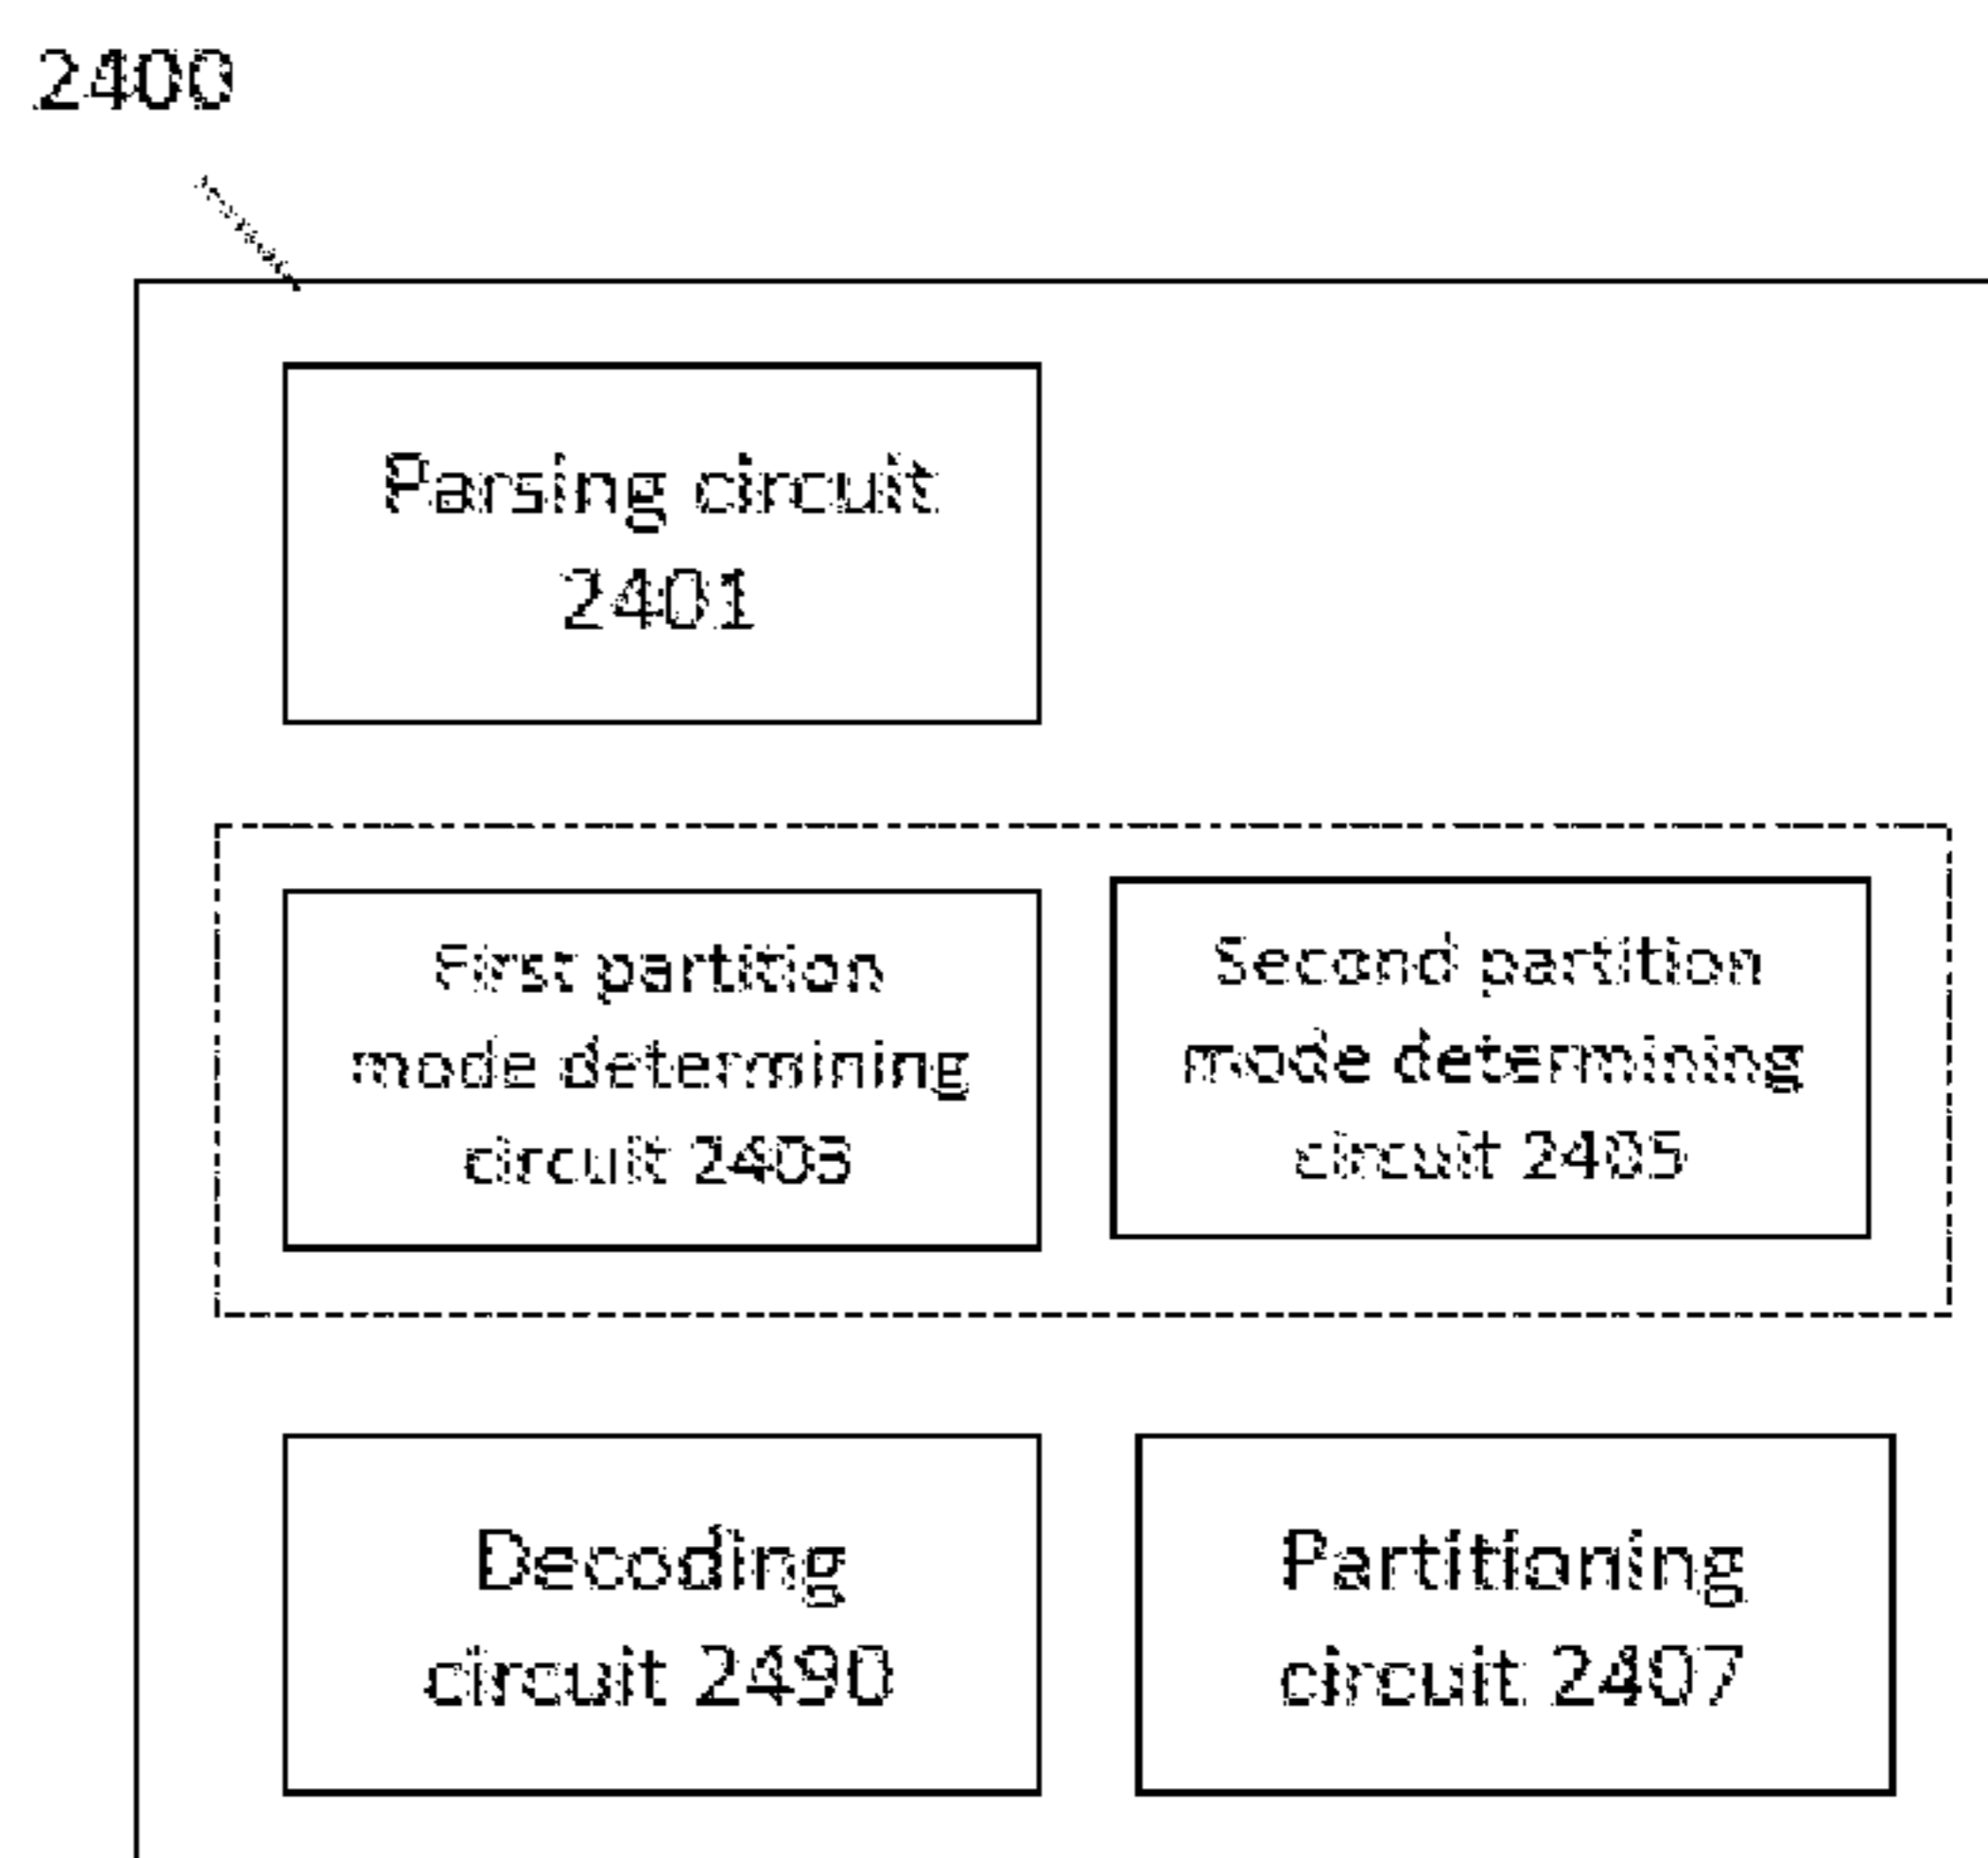 2400
Parsing circuit
2401
First partition
mode determining
circuit 2403
Second partition
mode determining
circuit 2405
Decoding
circuit 2490
Partitioning
circuit 2407